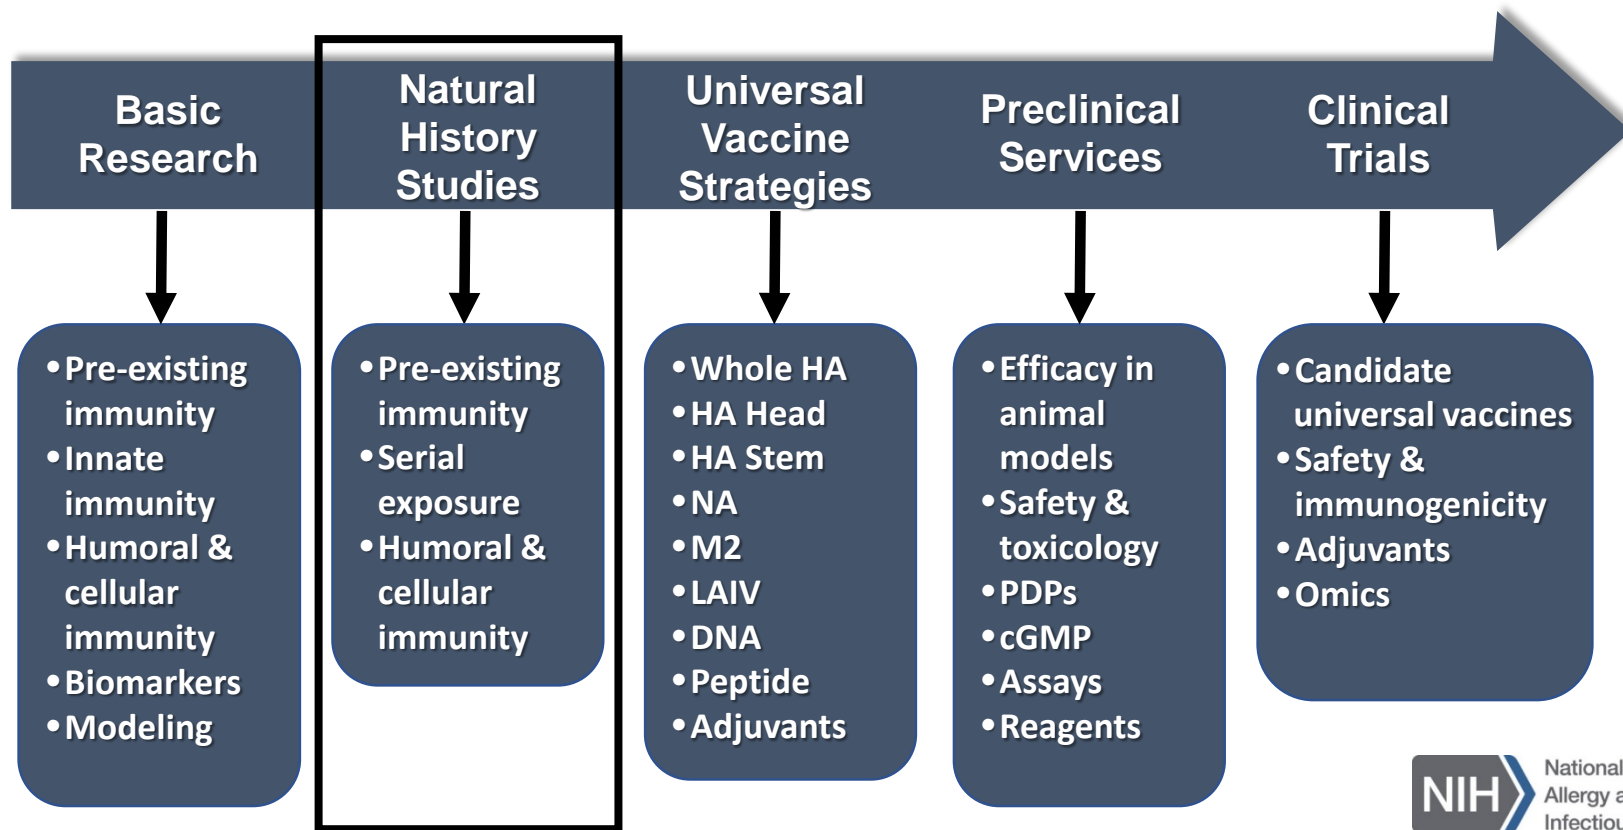 Basic
Research
Natural
History
Studies
Universal
Vaccine
Strategies
Preclinical
Services
Clinical
Trials
•Pre-existing
immunity
•Innate
immunity
•Humoral &
cellular
immunity
•Biomarkers
•Modeling
•Pre-existing
immunity
•Serial
exposure
•Humoral &
cellular
immunity
•Whole HA
•HA Head
•HA Stem
•NA
•M2
•LAIV
•DNA
•Peptide
•Adjuvants
•Efficacy in
animal
models
•Safety &
toxicology
•PDPs
•cGMP
•Assays
•Reagents
•Candidate
universal vaccines
•Safety &
immunogenicity
•Adjuvants
•Omics
NIH
National
Allergy a
Infectiou